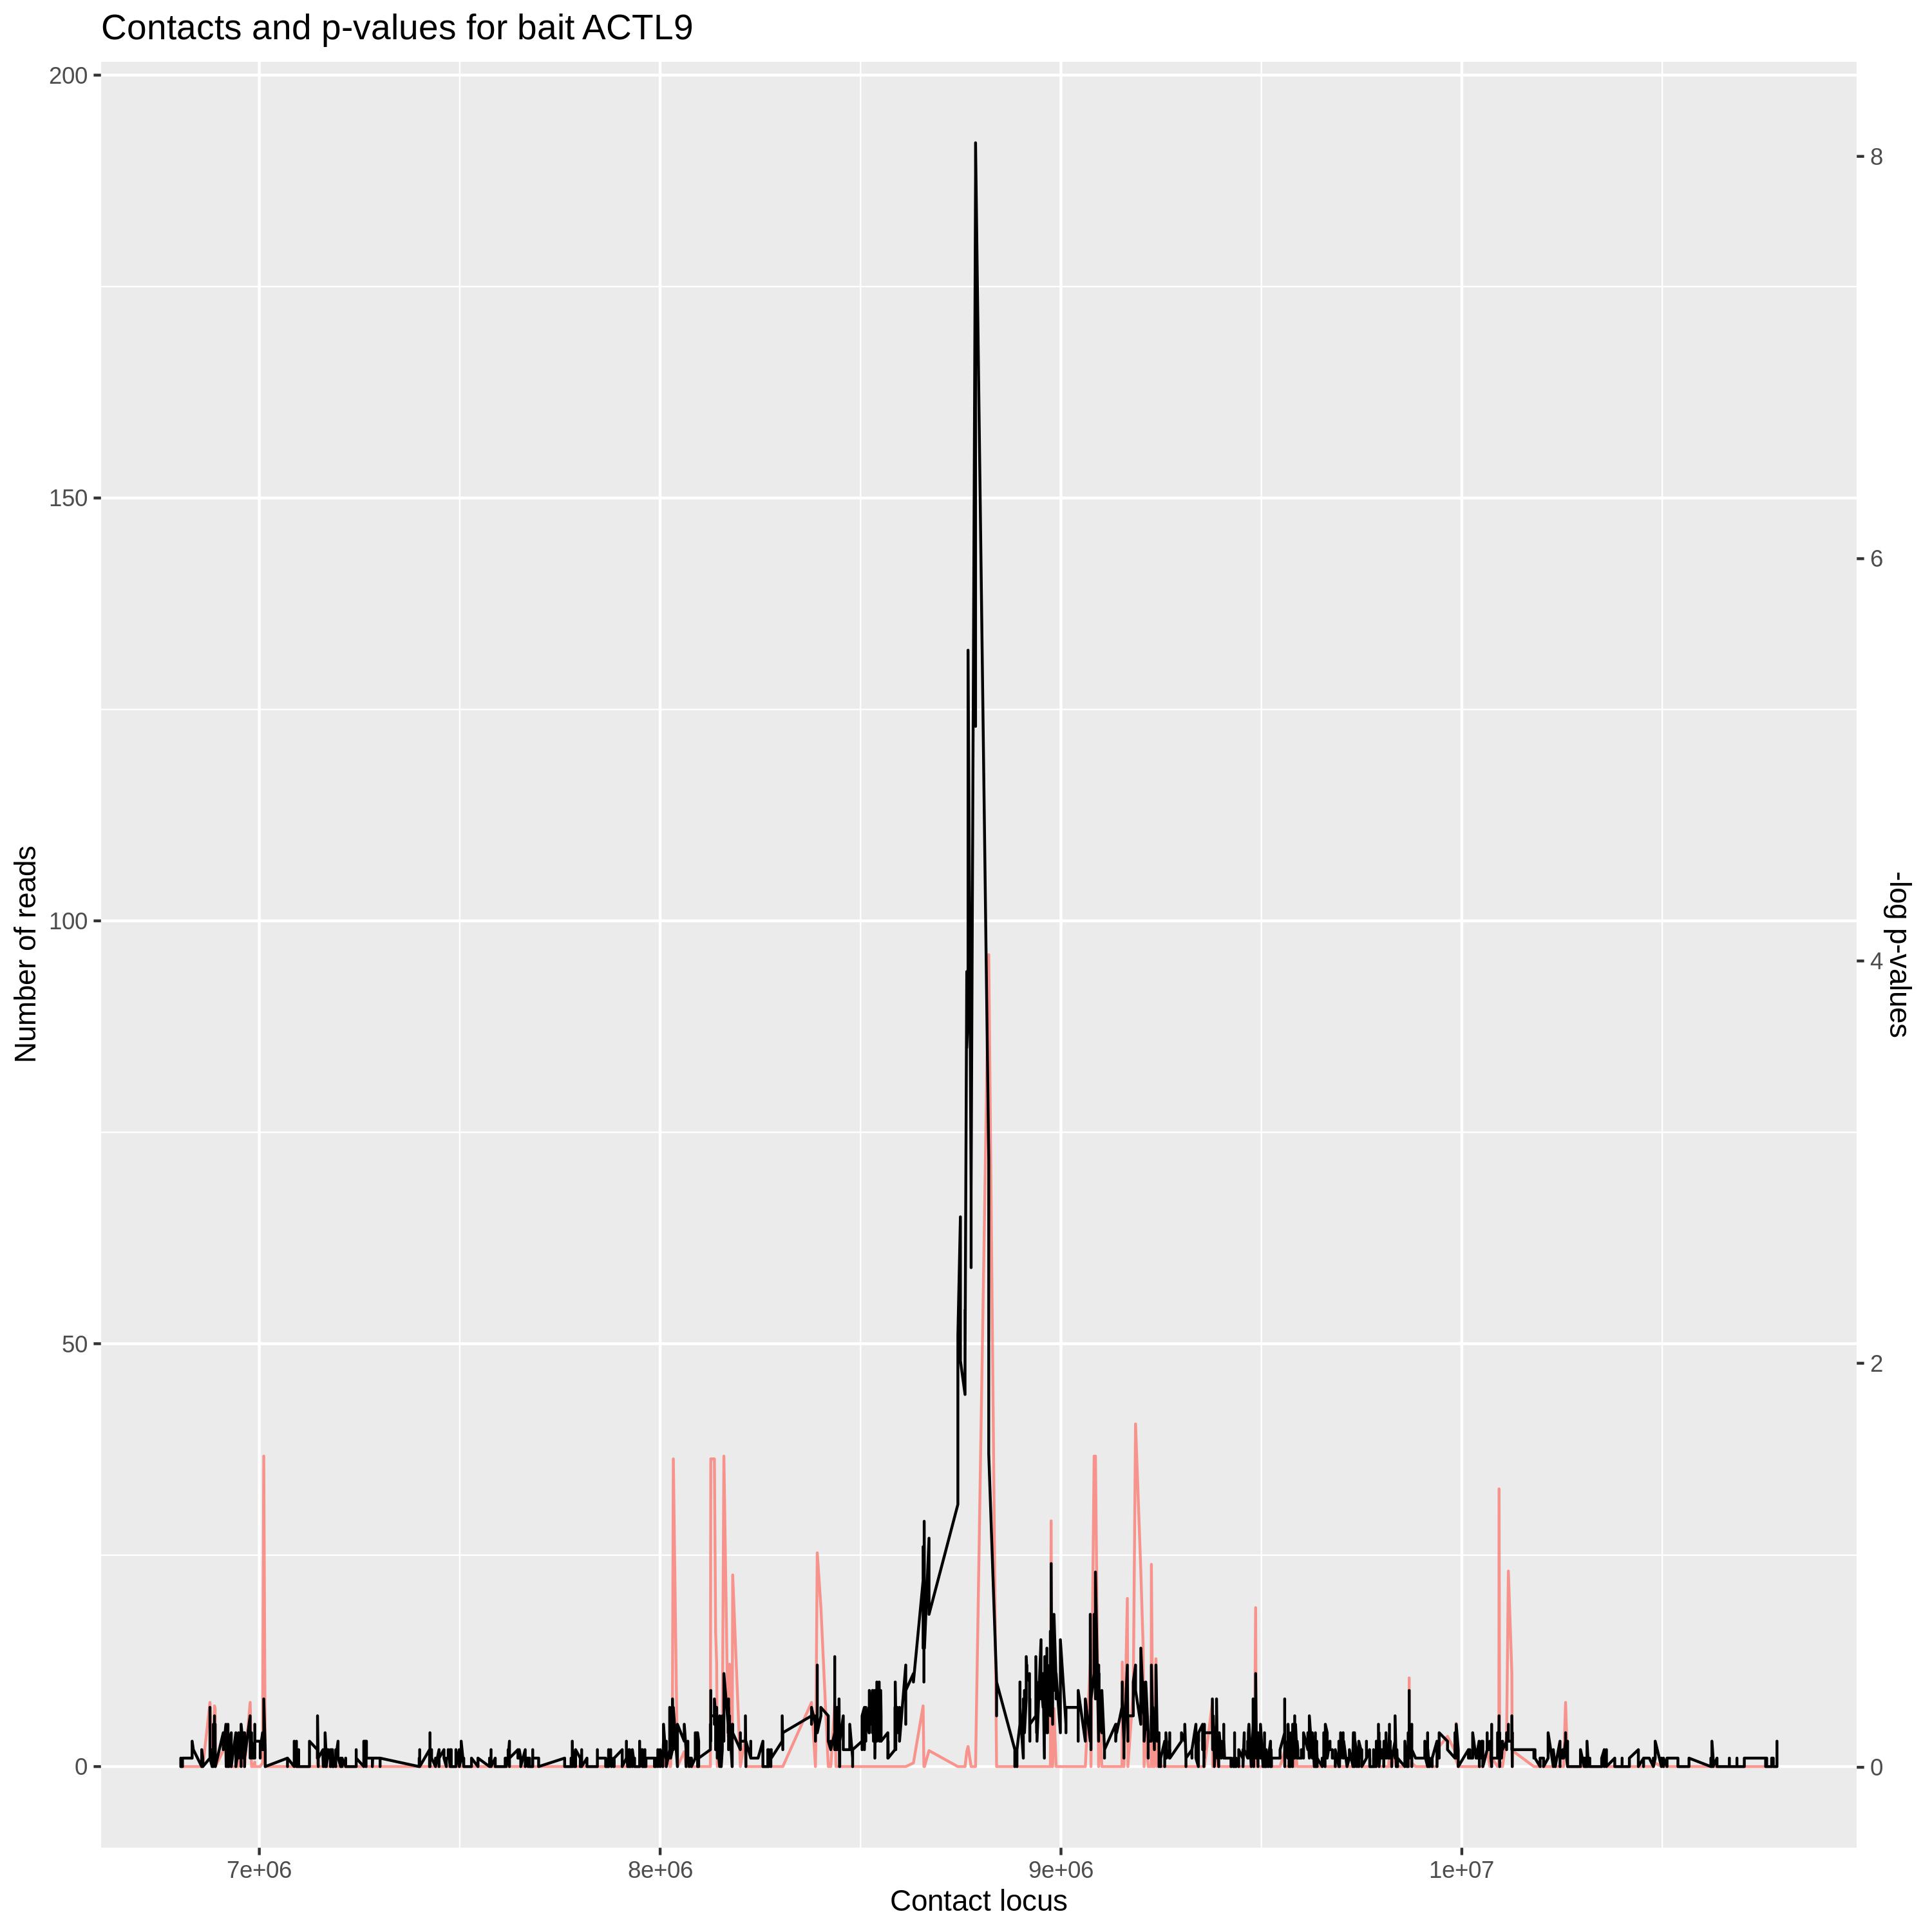 Contacts and p-values for bait ACTL9
200
150
100
50
0
Number of reads
8
6
4
2
0
-log p-values
7e+06
8e+06
9e+06
1e+07
Contact locus